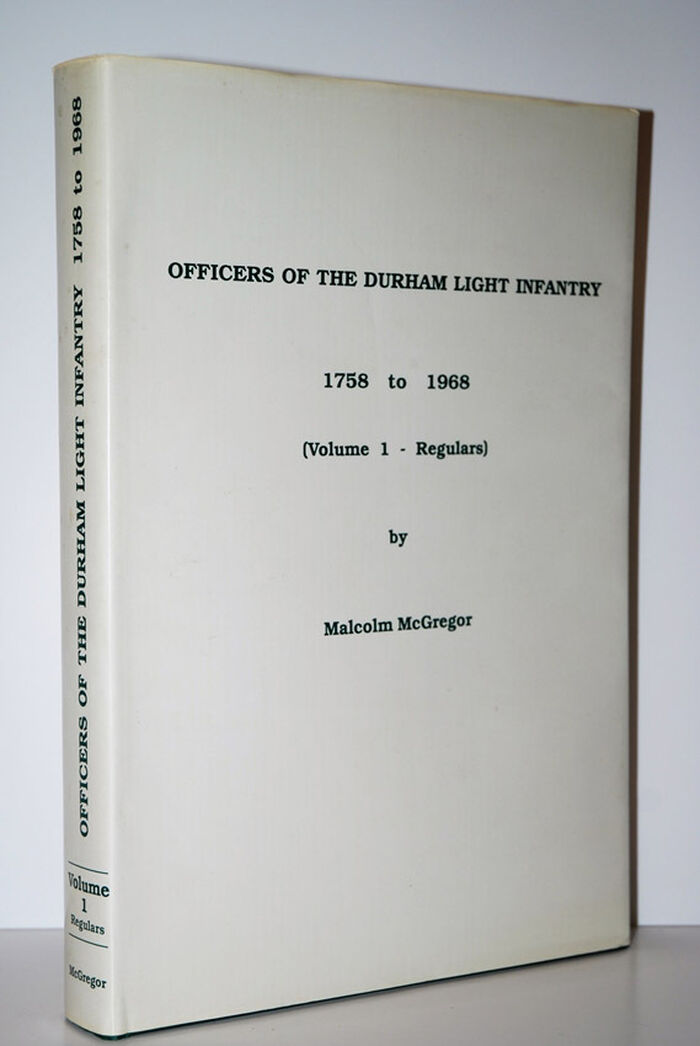 OFFICERS OF THE DURHAM LIGHT INFANTRY
1758 to 1968
(Volume 1 - Regulars)
by
Malcolm McGregor
OFFICERS OF THE DURHAM LIGHT INFANTRY 1758 to 1968
Volume
1
Regulars
McGregor